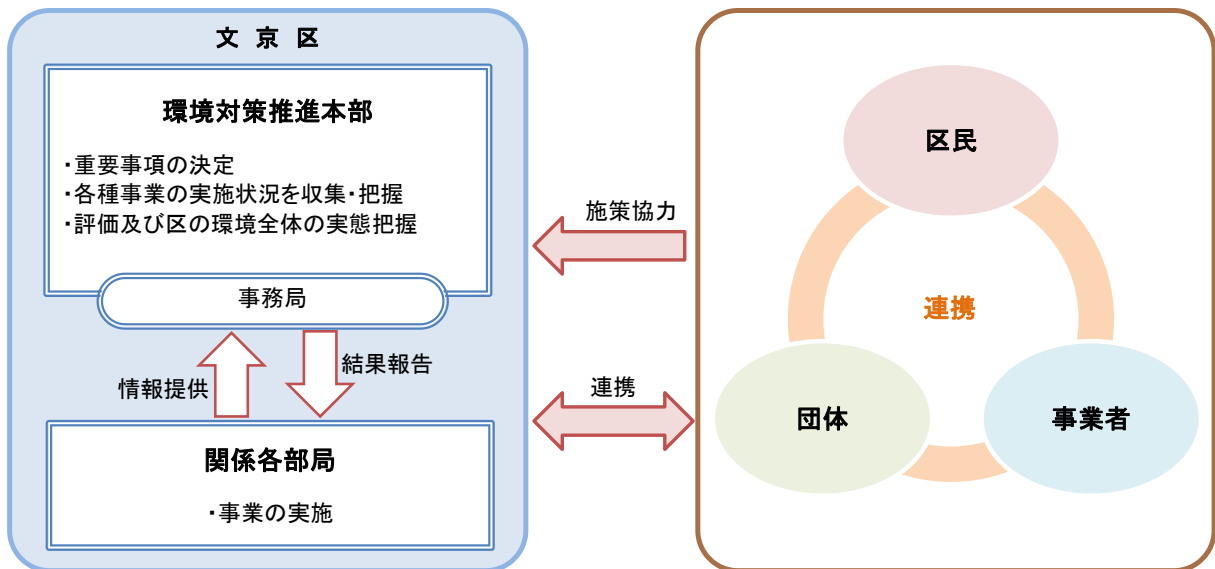 文京区
環境対策推進本部
・重要事項の決定
・各種事業の実施状況を収集・把握
・評価及び区の環境全体の実態把握
事務局
情報提供
結果報告
関係各部局
・事業の実施
施策協力
連携
区民
連携
団体
事業者